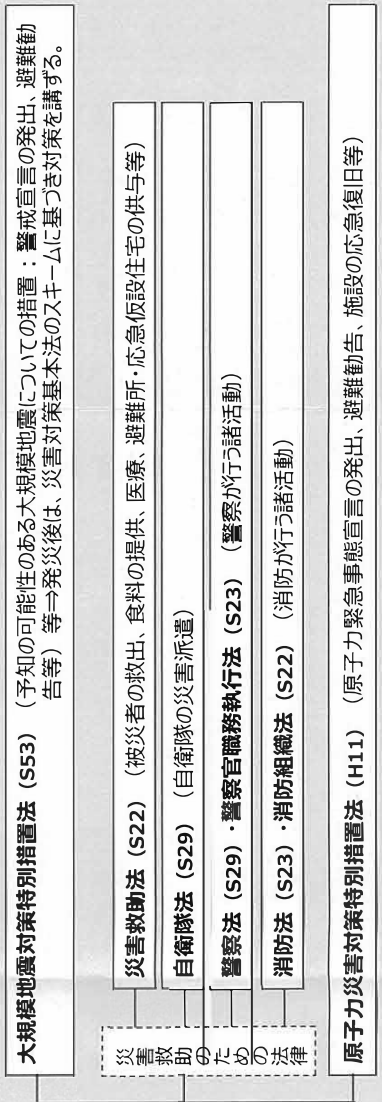 大規模地震対策特別措置法（S53）（予知の可能性のある大規模地震についての措置：警戒宣言の発出、避難勧
告等）等⇒発災後は、災害対策基本法のスキームに基づき対策を講ずる。
災害救助のための法律
災害救助法（S22）（被災者の救出、食料の提供、医療、避難所・応急仮設住宅の供与等）
自衛隊法（S29）（自衛隊の災害派遣）
警察法（S29）・警察官職務執行法（S23）（警察が行う諸活動）
消防法（S23）・消防組織法（S22）（消防が行う諸活動）
原子力災害対策特別措置法（H11）（原子力緊急事態宣言の発出、避難勧告、施設の応急復旧等）